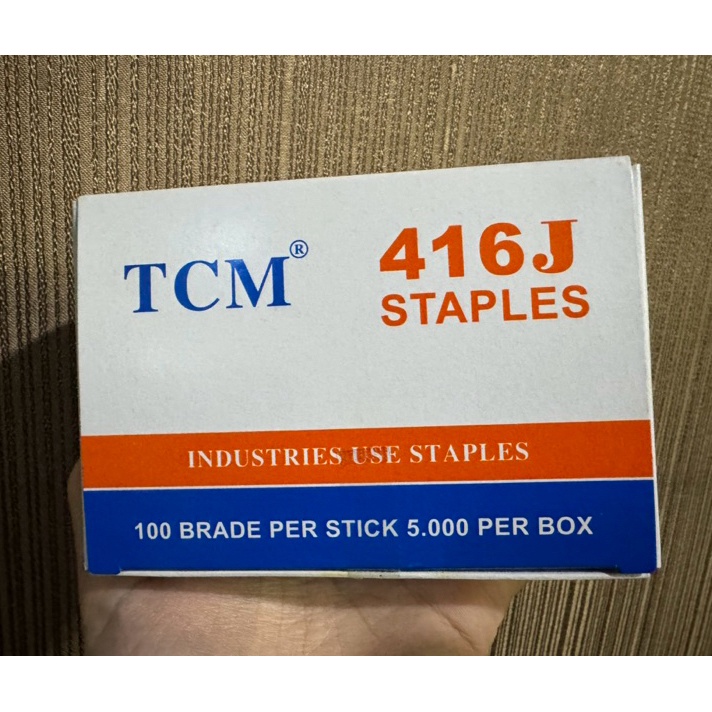 TCM®
416J
STAPLES
INDUSTRIES USE STAPLES
100 BRADE PER STICK 5.000 PER BOX